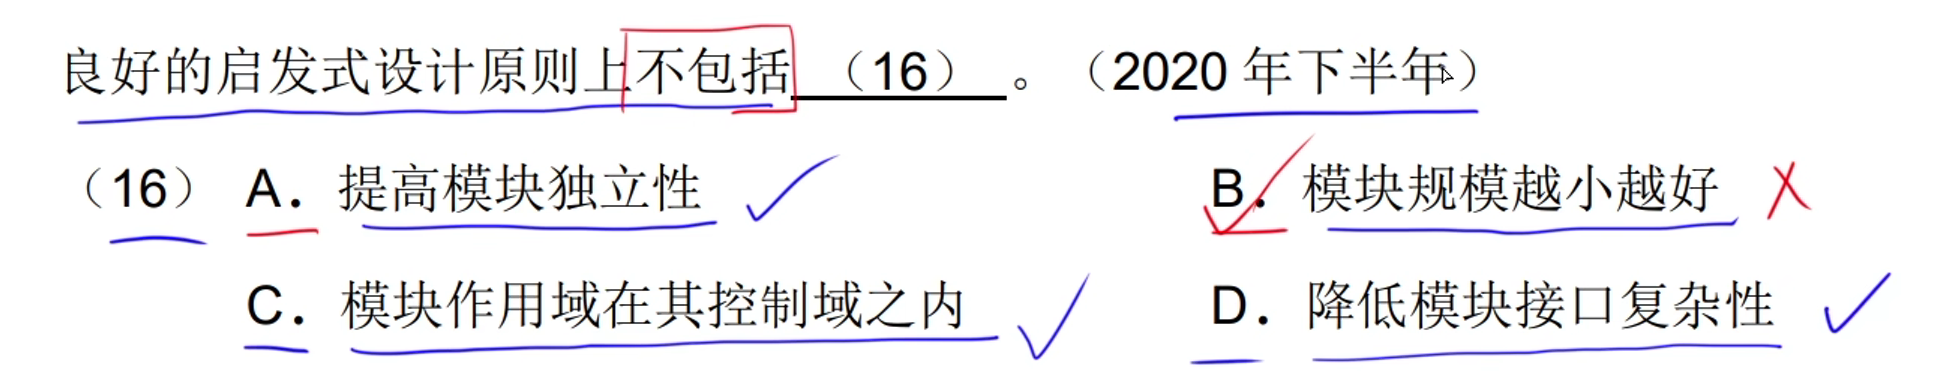 良好的启发式设计原则上不包括 （16） 。（2020 年下半年）
（16） A．提高模块独立性 B．模块规模越小越好
C．模块作用域在其控制域之内 D．降低模块接口复杂性